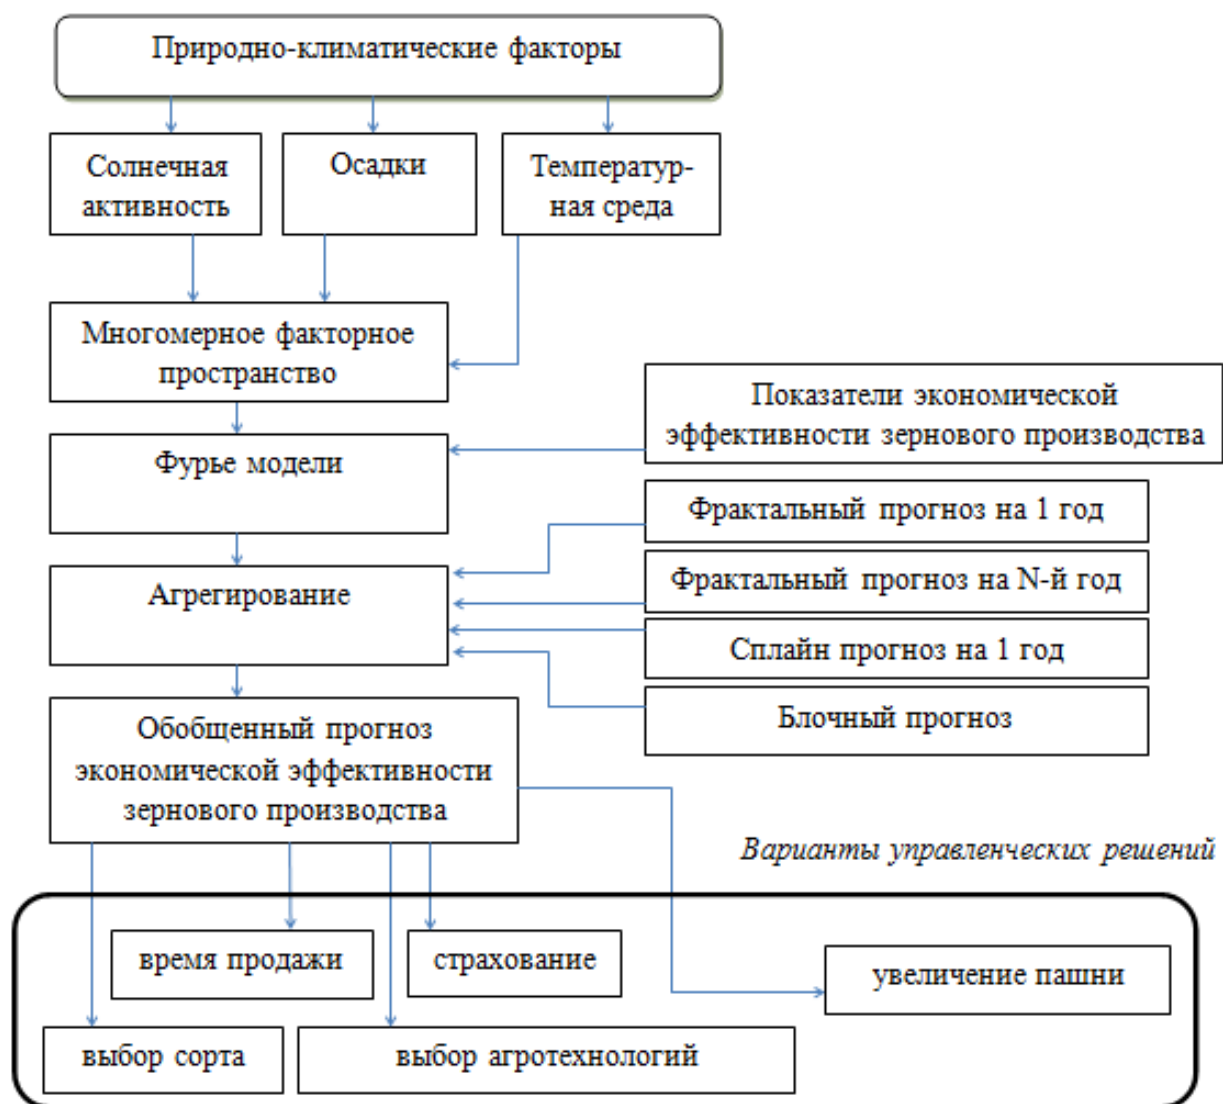 Природно-климатические факторы
Солнечная
активность
Осадки
Температур-
ная среда
Многомерное факторное
пространство
Показатели экономической
эффективности зернового производства
Фурье модели
Фрактальный прогноз на 1 год
Фрактальный прогноз на N-й год
Агрегирование
Сплайн прогноз на 1 год
Блочный прогноз
Обобщенный прогноз
экономической эффективности
зернового производства
Варианты управленческих решений
время продажи
страхование
увеличение пашни
выбор сорта
выбор агротехнологий